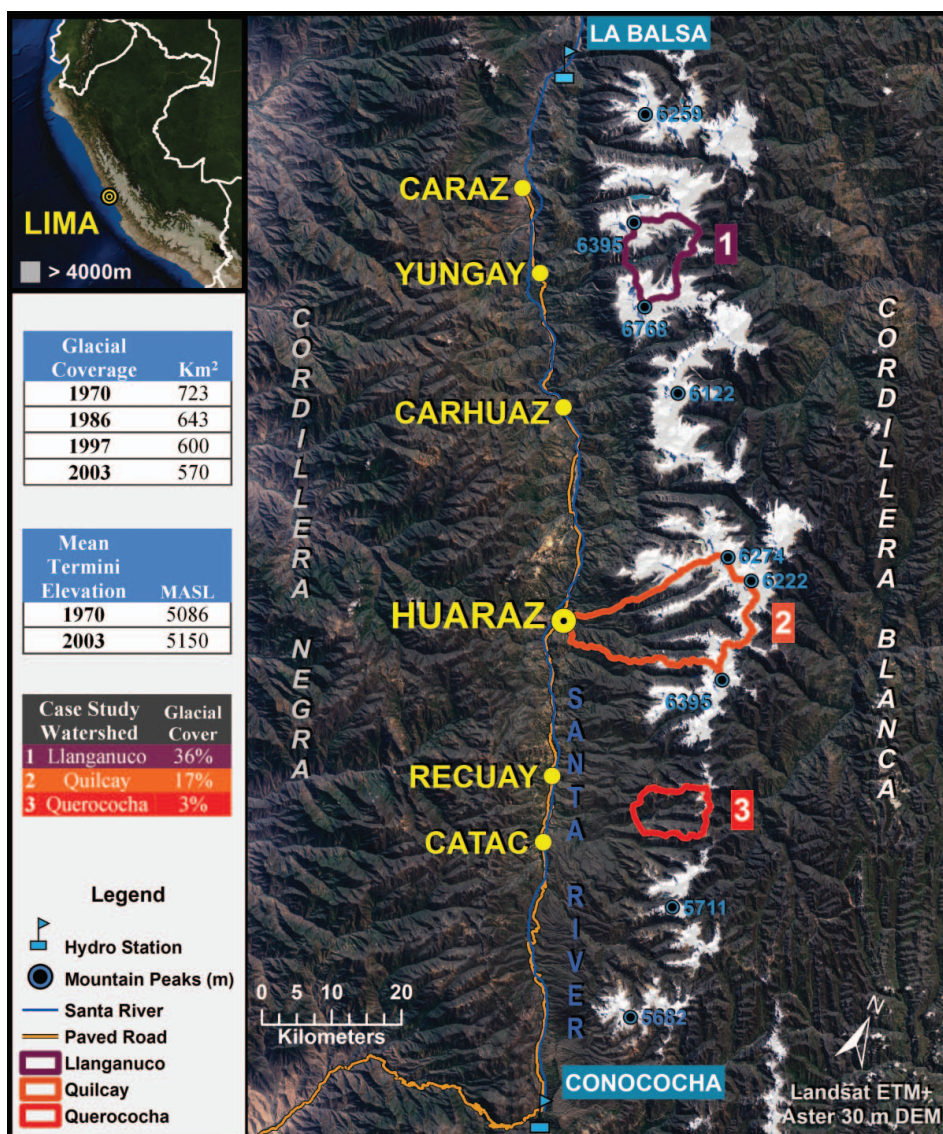 LIMA
> 4000m
Glacial
Coverage Km²
1970 723
1986 643
1997 600
2003 570
Mean
Termini
Elevation MASL
1970 5086
2003 5150
Case Study Glacial
Watershed Cover
1 Llanganuco 36%
2 Quilcay 17%
3 Querococha 3%
Legend
Hydro Station
Mountain Peaks (m)
Santa River
Paved Road
Llanganuco
Quilcay
Querococha
LA BALSA
6259
CARAZ
6395
1
YUNGAY
6768
CORDILLERA NEGRA
CORDILLERA BLANCA
6122
CARHUAZ
6274
6222
HUARAZ
2
6395
SANTA RIVER
RECUAY
3
CATAC
5711
0 5 10 20
Kilometers
5682
N
CONOCOCHA
Landsat ETM+
Aster 30 m DEM